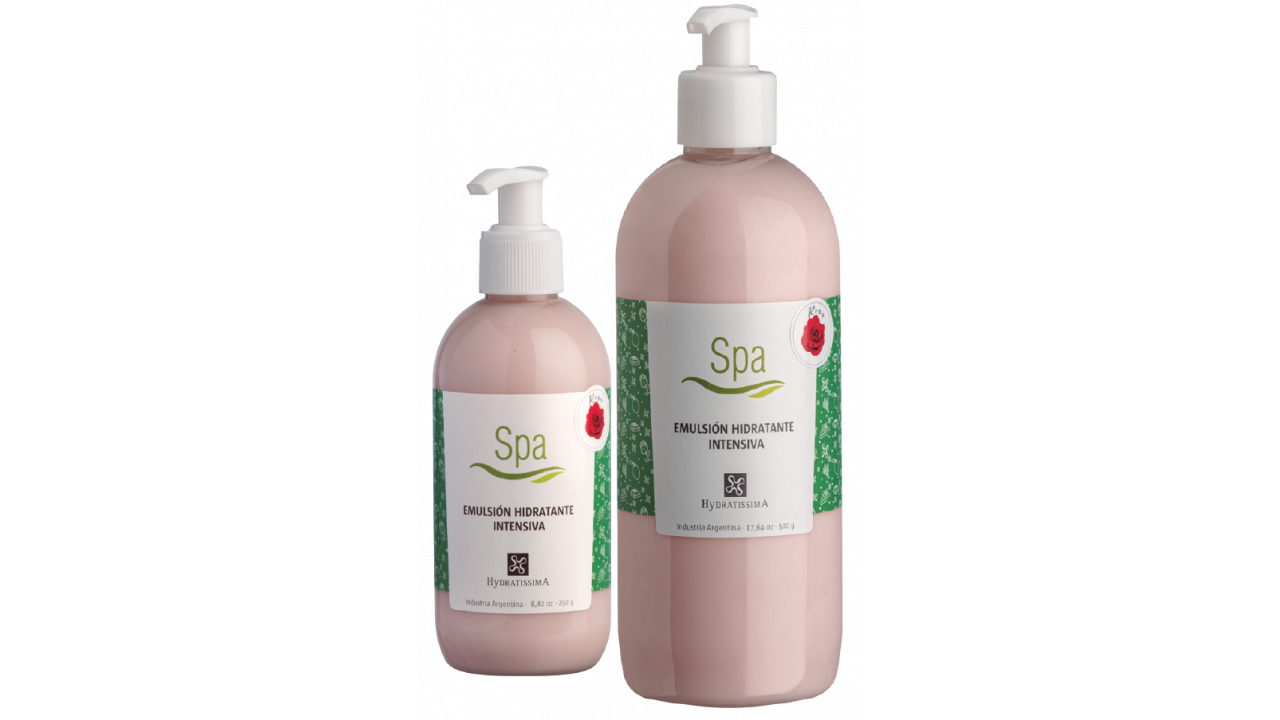 Spa
EMULSIÓN HIDRATANTE
INTENSIVA
HYDRATISSIMA
Industria Argentina - 8,82 oz - 250 g
Rosa
Spa
EMULSIÓN HIDRATANTE
INTENSIVA
HYDRATISSIMA
Industria Argentina - 17,64 oz - 500 g